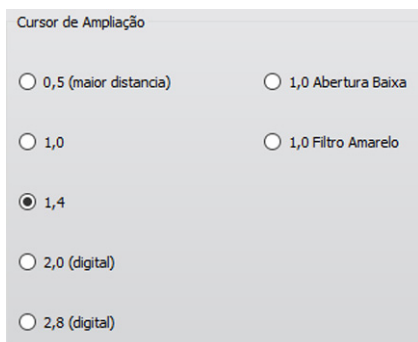 Cursor de Ampliação
0,5 (maior distancia)
1,0 Abertura Baixa
1,0
1,0 Filtro Amarelo
1,4
2,0 (digital)
2,8 (digital)